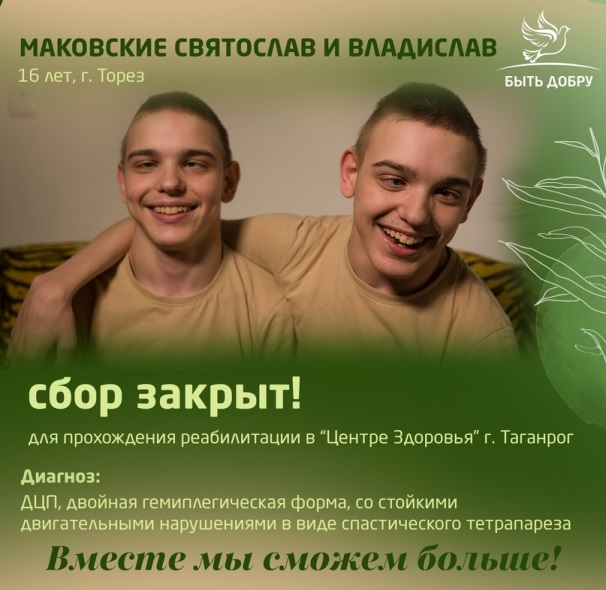 МАКОВСКИЕ СВЯТОСЛАВ И ВЛАДИСЛАВ
16 лет, г. Торез
БЫТЬ ДОБРУ
сбор закрыт!
для прохождения реабилитации в "Центре Здоровья" г. Таганрог
Диагноз:
ДЦП, двойная гемиплегическая форма, со стойкими
двигательными нарушениями в виде спастического тетрапареза
Вместе мы сможем больше!